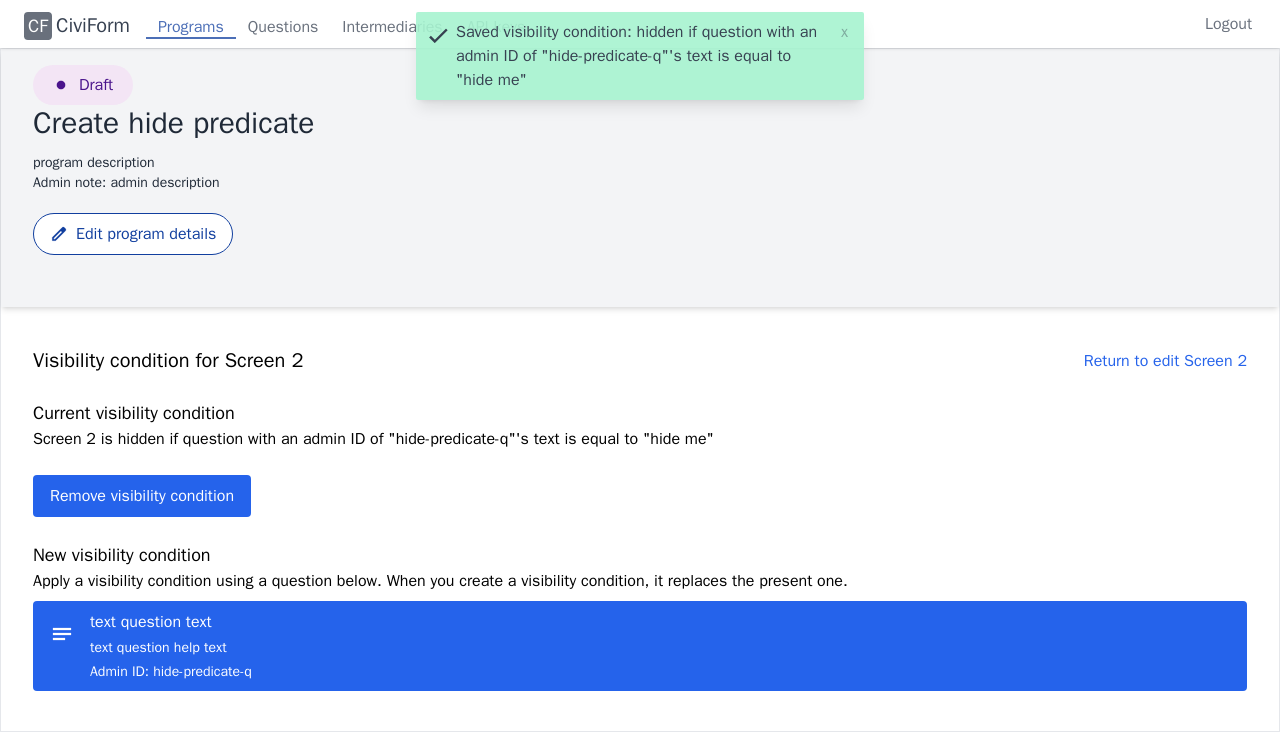 CF CiviForm Programs Questions Intermediaries Logout
Saved visibility condition: hidden if question with an
admin ID of "hide-predicate-q"'s text is equal to
"hide me"
x
Draft
Create hide predicate
program description
Admin note: admin description
Edit program details
Visibility condition for Screen 2
Return to edit Screen 2
Current visibility condition
Screen 2 is hidden if question with an admin ID of "hide-predicate-q"'s text is equal to "hide me"
Remove visibility condition
New visibility condition
Apply a visibility condition using a question below. When you create a visibility condition, it replaces the present one.
text question text
text question help text
Admin ID: hide-predicate-q